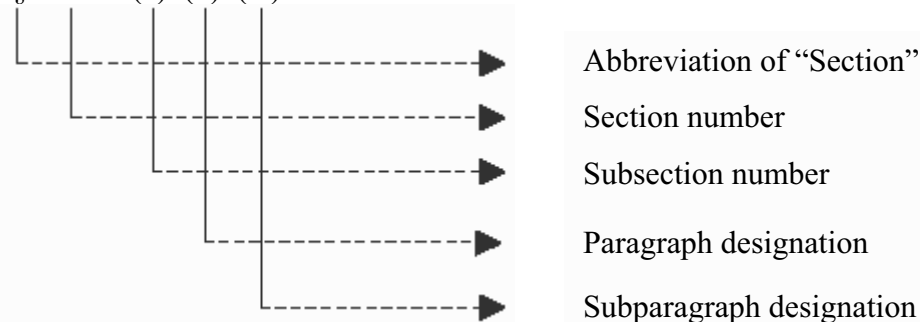 Abbreviation of “Section”
Section number
Subsection number
Paragraph designation
Subparagraph designation